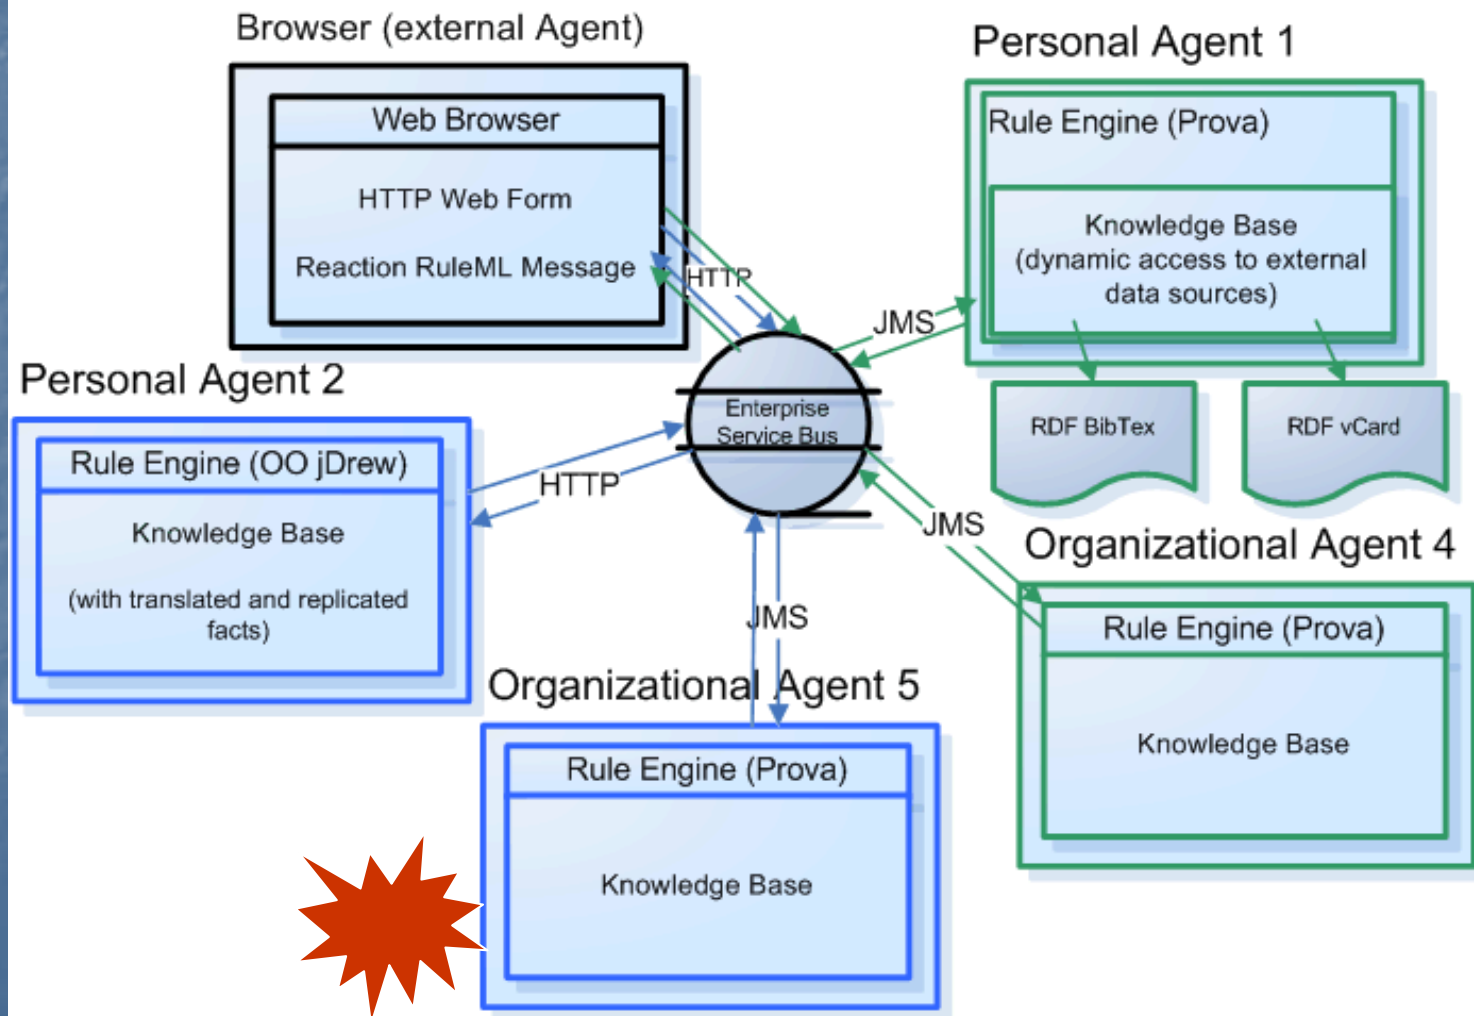 Browser (external Agent)
Web Browser
HTTP Web Form
Reaction RuleML Message
HTTP
Personal Agent 1
Rule Engine (Prova)
Knowledge Base
(dynamic access to external
data sources)
JMS
RDF BibTex
RDF vCard
Enterprise
Service Bus
Personal Agent 2
Rule Engine (OO jDrew)
Knowledge Base
(with translated and replicated
facts)
HTTP
JMS
Organizational Agent 4
Rule Engine (Prova)
Knowledge Base
JMS
Organizational Agent 5
Rule Engine (Prova)
Knowledge Base